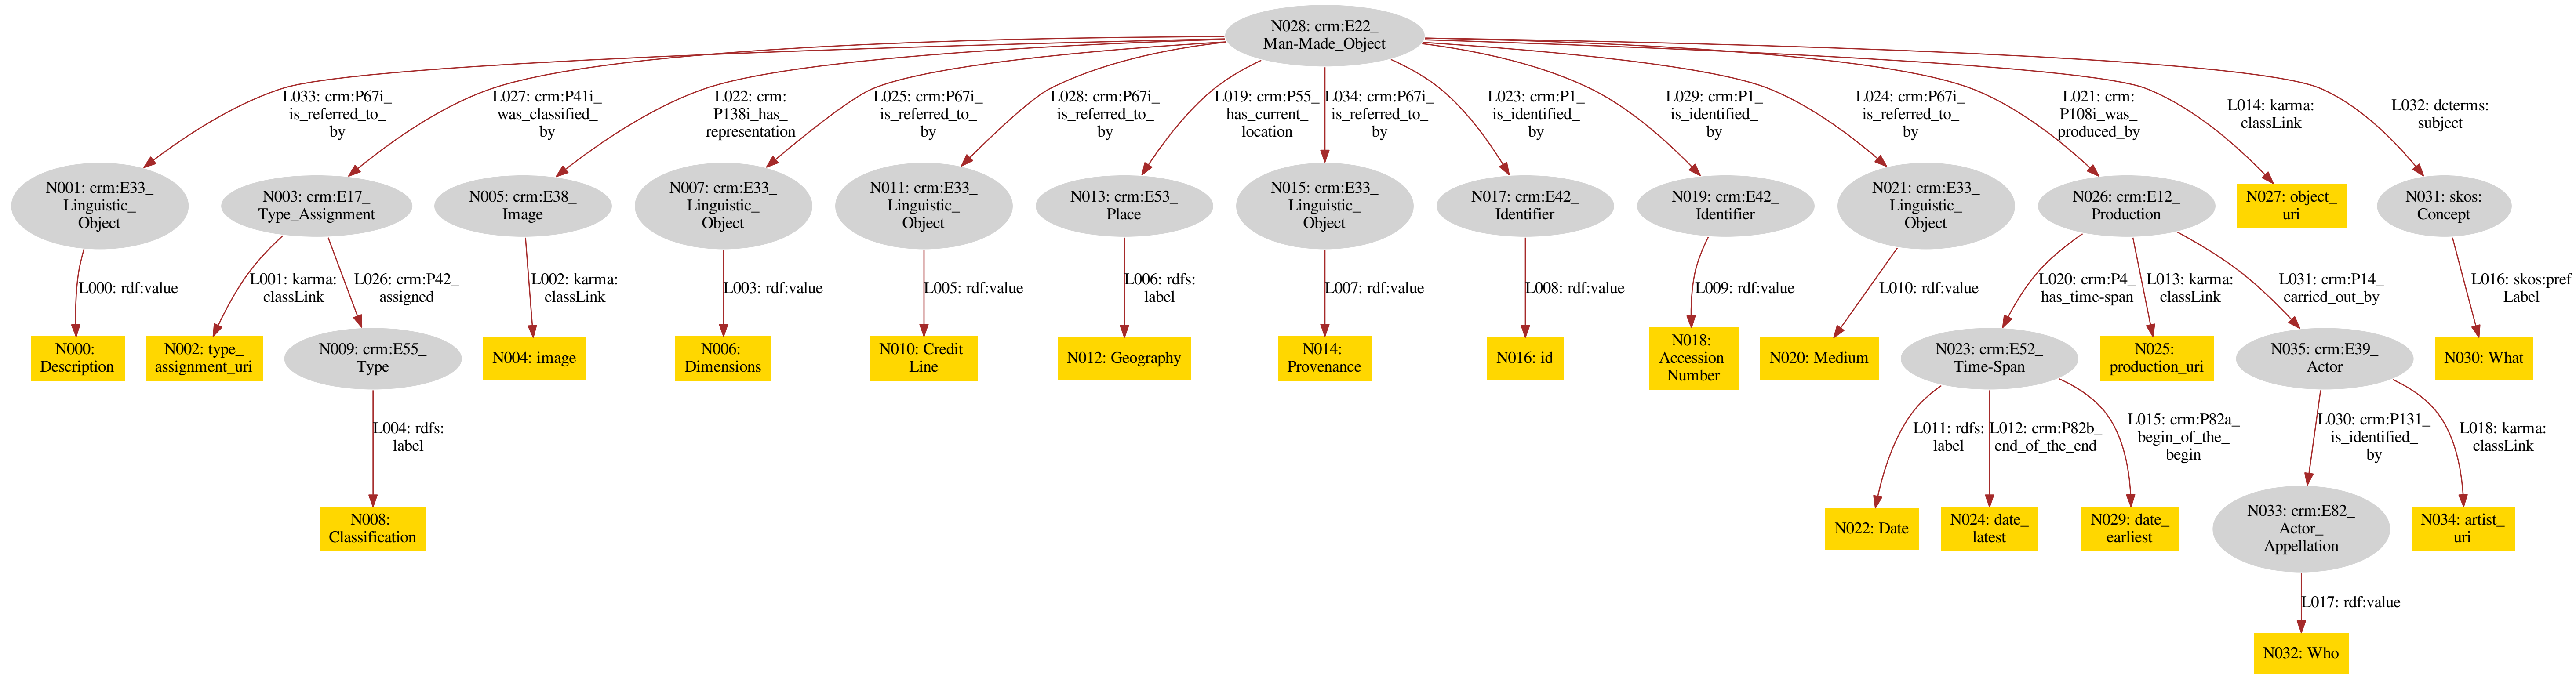 N028: crm:E22_
Man-Made_Object
L033: crm:P67i_
is_referred_to_
by
L027: crm:P41i_
was_classified_
by
L022: crm:
P138i_has_
representation
L025: crm:P67i_
is_referred_to_
by
L028: crm:P67i_
is_referred_to_
by
L019: crm:P55_
has_current_
location
L034: crm:P67i_
is_referred_to_
by
L023: crm:P1_
is_identified_
by
L029: crm:P1_
is_identified_
by
L024: crm:P67i_
is_referred_to_
by
L021: crm:
P108i_was_
produced_by
L014: karma:
classLink
L032: dcterms:
subject
N001: crm:E33_
Linguistic_
Object
N003: crm:E17_
Type_Assignment
N005: crm:E38_
Image
N007: crm:E33_
Linguistic_
Object
N011: crm:E33_
Linguistic_
Object
N013: crm:E53_
Place
N015: crm:E33_
Linguistic_
Object
N017: crm:E42_
Identifier
N019: crm:E42_
Identifier
N021: crm:E33_
Linguistic_
Object
N026: crm:E12_
Production
N027: object_
uri
N031: skos:
Concept
L000: rdf:value
L001: karma:
classLink
L026: crm:P42_
assigned
L002: karma:
classLink
L003: rdf:value
L005: rdf:value
L006: rdfs:
label
L007: rdf:value
L008: rdf:value
L009: rdf:value
L010: rdf:value
L020: crm:P4_
has_time-span
L013: karma:
classLink
L031: crm:P14_
carried_out_by
L016: skos:pref
Label
N000:
Description
N002: type_
assignment_uri
N009: crm:E55_
Type
N004: image
N006:
Dimensions
N010: Credit
Line
N012: Geography
N014:
Provenance
N016: id
N018:
Accession
Number
N020: Medium
N023: crm:E52_
Time-Span
N025:
production_uri
N035: crm:E39_
Actor
N030: What
L004: rdfs:
label
L011: rdfs:
label
L012: crm:P82b_
end_of_the_end
L015: crm:P82a_
begin_of_the_
begin
L030: crm:P131_
is_identified_
by
L018: karma:
classLink
N008:
Classification
N022: Date
N024: date_
latest
N029: date_
earliest
N033: crm:E82_
Actor_
Appellation
N034: artist_
uri
L017: rdf:value
N032: Who